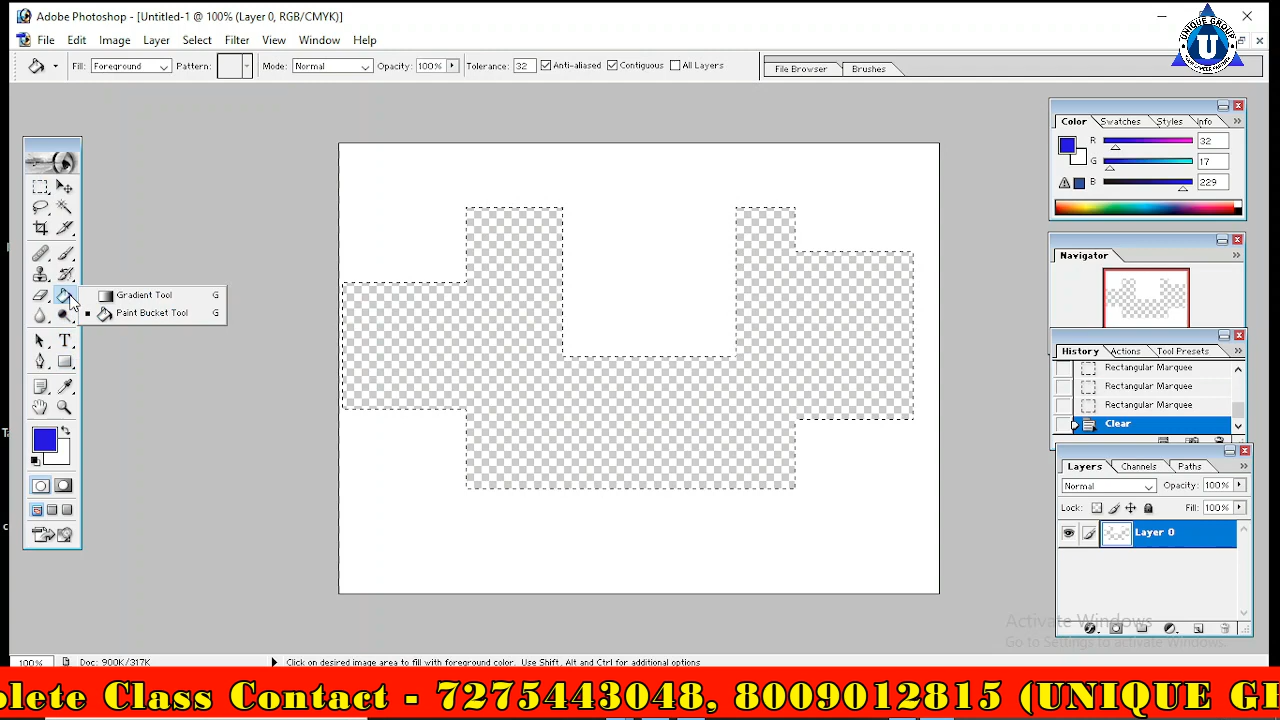 Adobe Photoshop - [Untitled-1 @ 100% (Layer 0, RGB/CMYK)]
UNIQUE GROUP
U
File Edit Image Layer Select Filter View Window Help
Fill: Foreground Pattern: Mode: Normal Opacity: 100% Tolerance: 32 Anti-aliased Contiguous All Layers File Browser Brushes
Color Swatches Styles Info
R 32
G 17
B 229
Navigator
Gradient Tool G
Paint Bucket Tool G
History Actions Tool Presets
Rectangular Marquee
Rectangular Marquee
Rectangular Marquee
Clear
Layers Channels Paths
Normal Opacity: 100%
Lock: Fill: 100%
Layer 0
Activate Windows
Go to Settings to activate Windows.
100% Doc: 900K/317K Click on desired image area to fill with foreground color. Use Shift, Alt and Ctrl for additional options
plete Class Contact - 7275443048, 8009012815 (UNIQUE GR